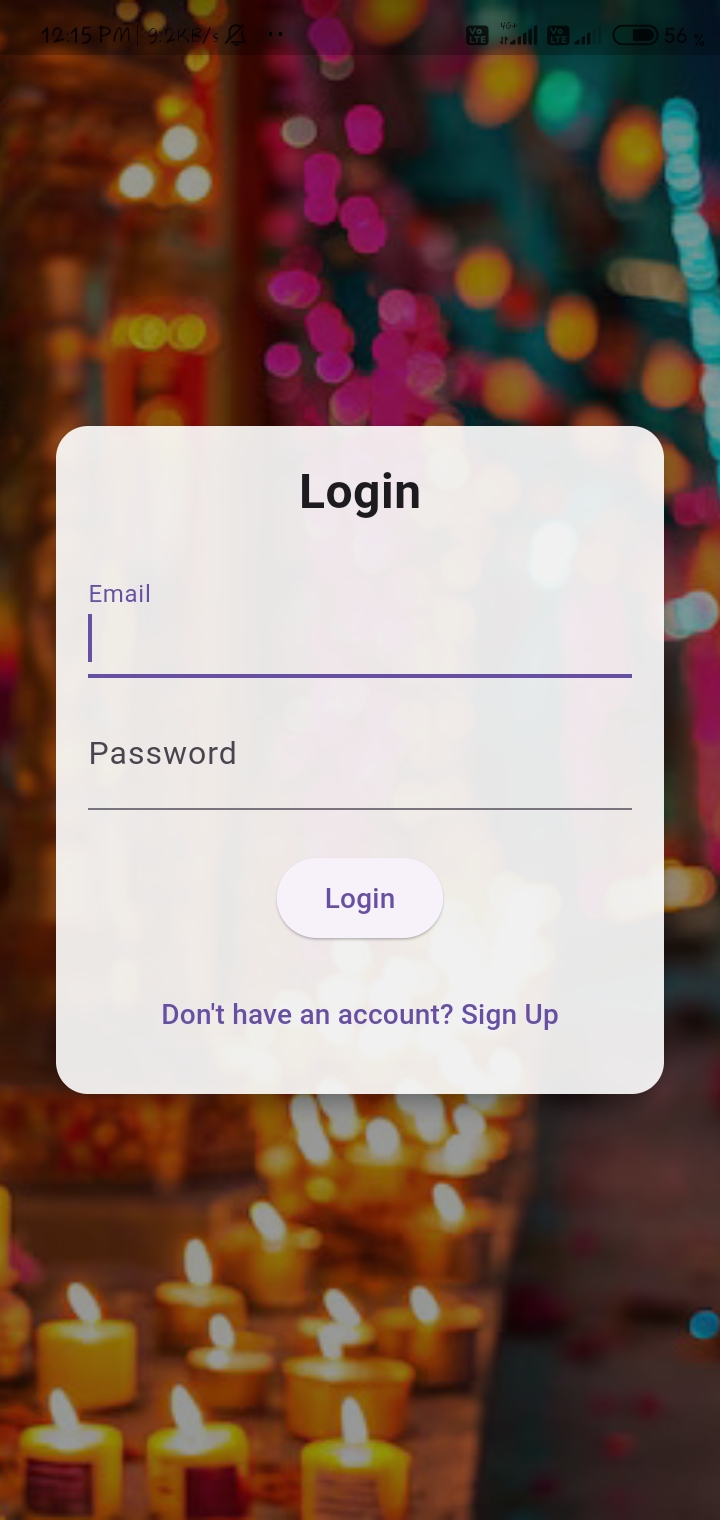 12:15 PM | 9:2KB/s
Vo LTE 4G+ Vo LTE 56 %
Login
Email
Password
Login
Don't have an account? Sign Up